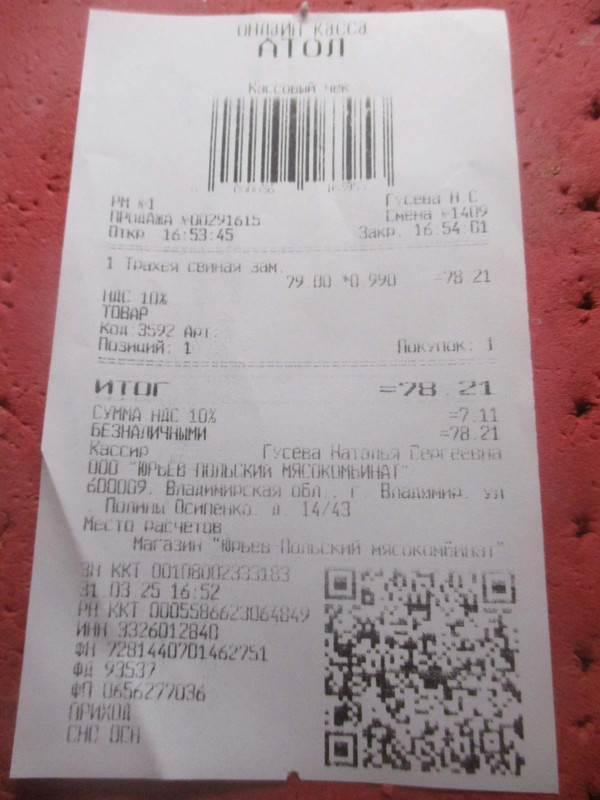 ОНЛАЙН КАССА
АТОЛ
Кассовый чек
РМ №1 Гусева Н.С
ПРОДАЖА №00291615 Смена №1409
Откр 16:53:45 Закр. 16:54:01
1 Трахея свиная зам.
79.00 *0.990 =78.21
НДС 10%
ТОВАР
Код:3592 Арт:
Позиций: 1 Покупок: 1
ИТОГ =78.21
СУММА НДС 10% =7.11
БЕЗНАЛИЧНЫМИ =78.21
Кассир Гусева Наталья Сергеевна
ООО "ЮРЬЕВ-ПОЛЬСКИЙ МЯСОКОМБИНАТ"
600009, Владимирская обл., г. Владимир, ул
. Полины Осипенко, д. 14/43
Место расчетов
Магазин "Юрьев-Польский мясокомбинат"
ЗН ККТ 00108002333183
31.03.25 16:52
РН ККТ 0005586623064849
ИНН 3326012840
ФН 7281440701462751
ФД 93537
ФП 0656277036
ПРИХОД
СНО ОСН